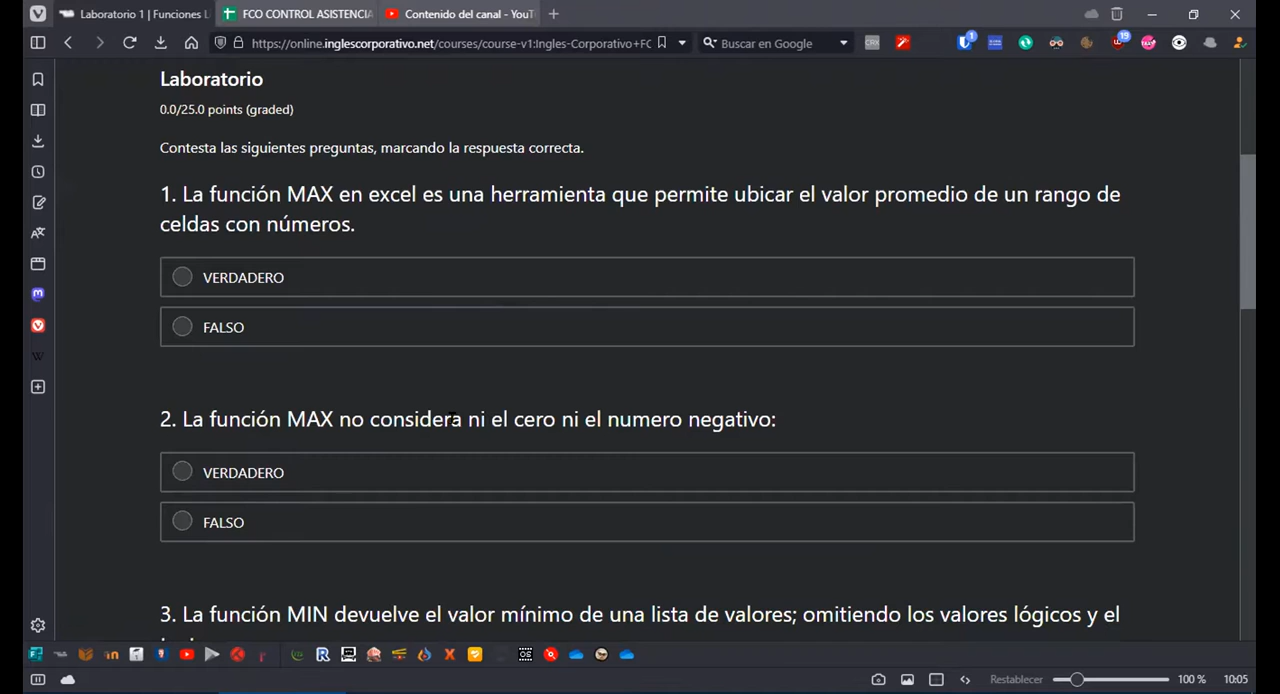 Laboratorio 1 | Funciones L
FCO CONTROL ASISTENCIA
Contenido del canal - YouT
https://online.inglescorporativo.net/courses/course-v1:Ingles-Corporativo+FC
Buscar en Google
CRX
1
19
Laboratorio
0.0/25.0 points (graded)
Contesta las siguientes preguntas, marcando la respuesta correcta.
1. La función MAX en excel es una herramienta que permite ubicar el valor promedio de un rango de
celdas con números.
VERDADERO
FALSO
2. La función MAX no considera ni el cero ni el numero negativo:
VERDADERO
FALSO
3. La función MIN devuelve el valor mínimo de una lista de valores; omitiendo los valores lógicos y el
Restablecer
100 %
10:05